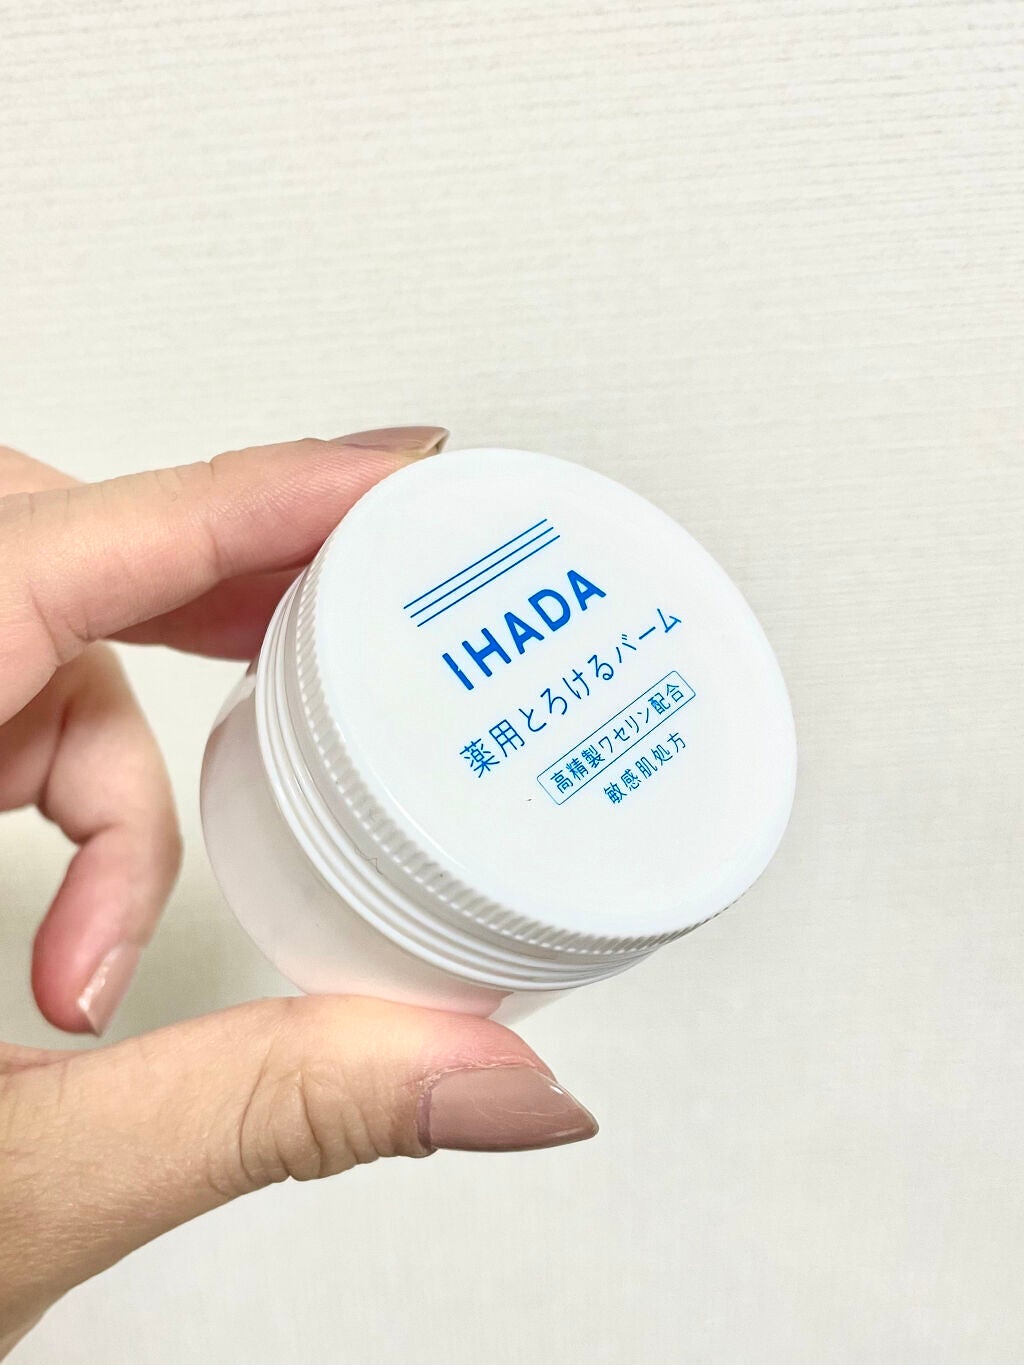 IHADA
薬用とろけるバーム
高精製ワセリン配合
敏感肌処方